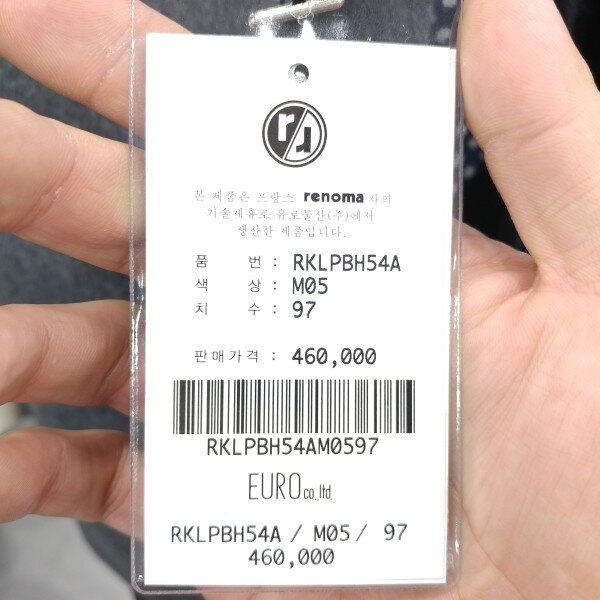 본 제품은 프랑스 renoma 사의
기술제휴로 유로물산(주)에서
생산한 제품입니다.
품 번 : RKLPBH54A
색 상 : M05
치 수 : 97
판매가격 : 460,000
RKLPBH54AM0597
EURO co.,ltd.
RKLPBH54A / M05 / 97
460,000